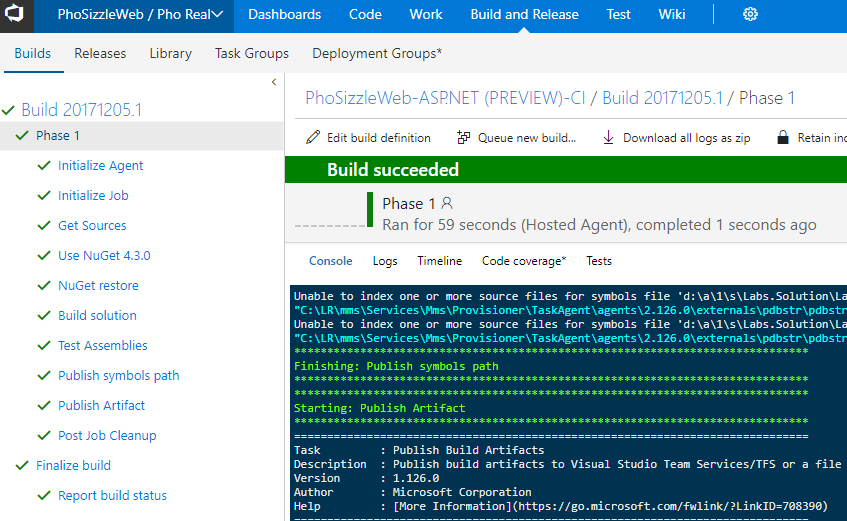 PhoSizzleWeb / Pho Real Dashboards Code Work Build and Release Test Wiki
Builds Releases Library Task Groups Deployment Groups*
Build 20171205.1
Phase 1
Initialize Agent
Initialize Job
Get Sources
Use NuGet 4.3.0
NuGet restore
Build solution
Test Assemblies
Publish symbols path
Publish Artifact
Post Job Cleanup
Finalize build
Report build status
PhoSizzleWeb-ASP.NET (PREVIEW)-CI / Build 20171205.1 / Phase 1
Edit build definition Queue new build... Download all logs as zip Retain in
Build succeeded
Phase 1
Ran for 59 seconds (Hosted Agent), completed 1 seconds ago
Console Logs Timeline Code coverage* Tests
Unable to index one or more source files for symbols file 'd:\a\1\s\Labs.Solution\La
"C:\LR\mms\Services\Mms\Provisioner\TaskAgent\agents\2.126.0\externals\pdbstr\pdbstr
Unable to index one or more source files for symbols file 'd:\a\1\s\Labs.Solution\La
"C:\LR\mms\Services\Mms\Provisioner\TaskAgent\agents\2.126.0\externals\pdbstr\pdbstr
******************************************************************************
Finishing: Publish symbols path
******************************************************************************
******************************************************************************
Starting: Publish Artifact
******************************************************************************
==============================================================================
Task : Publish Build Artifacts
Description : Publish build artifacts to Visual Studio Team Services/TFS or a file
Version : 1.126.0
Author : Microsoft Corporation
Help : [More Information](https://go.microsoft.com/fwlink/?LinkID=708390)
==============================================================================